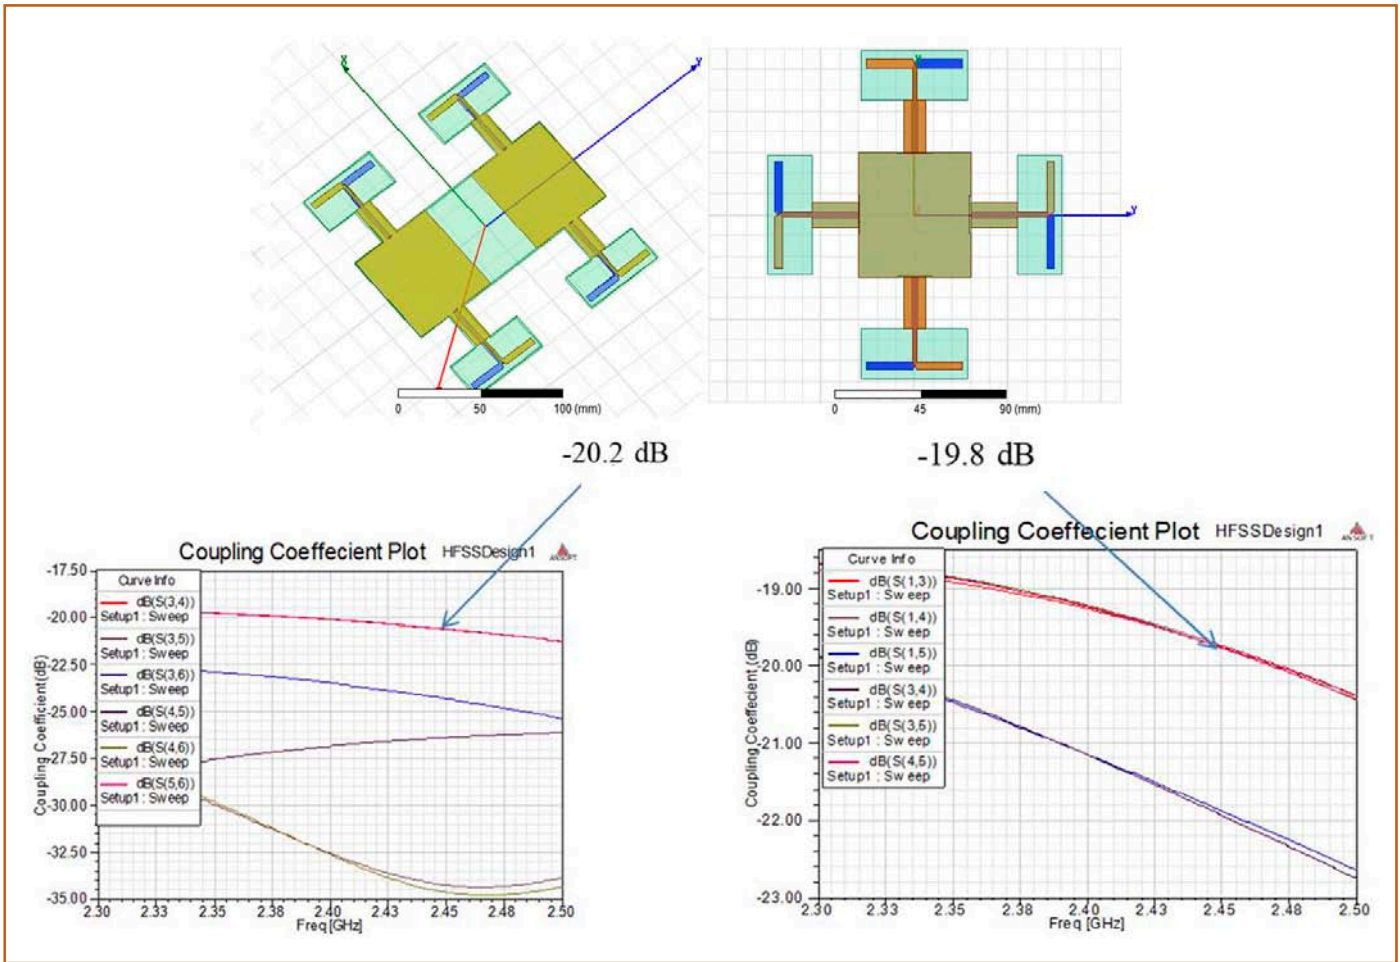 X
Y
0
50
100 (mm)
Y
Y
0
45
90 (mm)
-20.2 dB
-19.8 dB
Coupling Coeffecient Plot
HFSSDesign1
ANSOFT
Coupling Coefficient(dB)
-17.50
-20.00
-22.50
-25.00
-27.50
-30.00
-32.50
-35.00
Curve Info
dB(S(3,4))
Setup1 : Sweep
dB(S(3,5))
Setup1 : Sweep
dB(S(3,6))
Setup1 : Sweep
dB(S(4,5))
Setup1 : Sweep
dB(S(4,6))
Setup1 : Sweep
dB(S(5,6))
Setup1 : Sweep
2.30 2.33 2.35 2.38 2.40 2.43 2.45 2.48 2.50
Freq [GHz]
Coupling Coeffecient Plot
HFSSDesign1
ANSOFT
Coupling Coeffecient (dB)
-19.00
-20.00
-21.00
-22.00
-23.00
Curve Info
dB(S(1,3))
Setup1 : Sweep
dB(S(1,4))
Setup1 : Sweep
dB(S(1,5))
Setup1 : Sweep
dB(S(3,4))
Setup1 : Sweep
dB(S(3,5))
Setup1 : Sweep
dB(S(4,5))
Setup1 : Sweep
2.30 2.33 2.35 2.38 2.40 2.43 2.45 2.48 2.50
Freq [GHz]